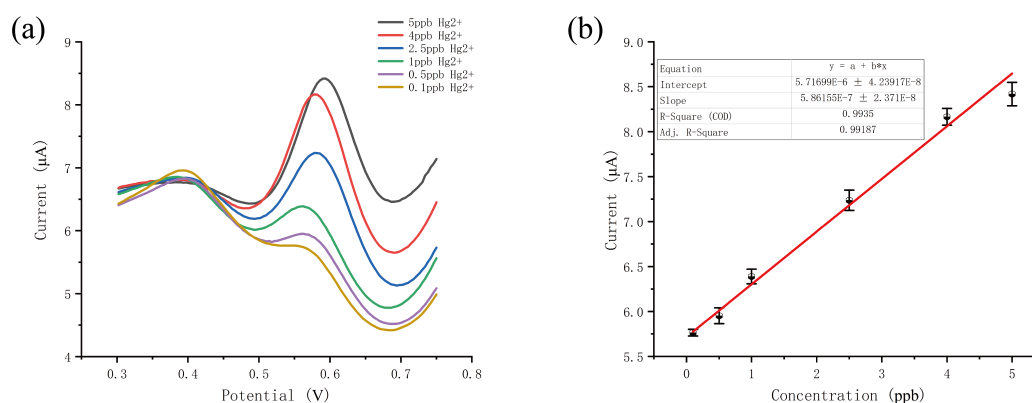 (a)
5ppb Hg2+
4ppb Hg2+
2.5ppb Hg2+
1ppb Hg2+
0.5ppb Hg2+
0.1ppb Hg2+
9
8
7
6
5
4
Current (μA)
0.3 0.4 0.5 0.6 0.7 0.8
Potential (V)
(b)
9.0
8.5
8.0
7.5
7.0
6.5
6.0
5.5
Current (μA)
Equation y = a + b*x
Intercept 5.71699E-6 ± 4.23917E-8
Slope 5.86155E-7 ± 2.371E-8
R-Square (COD) 0.9935
Adj. R-Square 0.99187
0 1 2 3 4 5
Concentration (ppb)